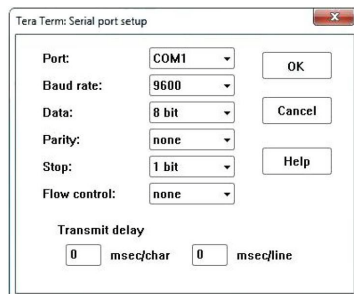 Tera Term: Serial port setup
Port: COM1 OK
Baud rate: 9600
Data: 8 bit Cancel
Parity: none
Stop: 1 bit Help
Flow control: none
Transmit delay
0 msec/char 0 msec/line